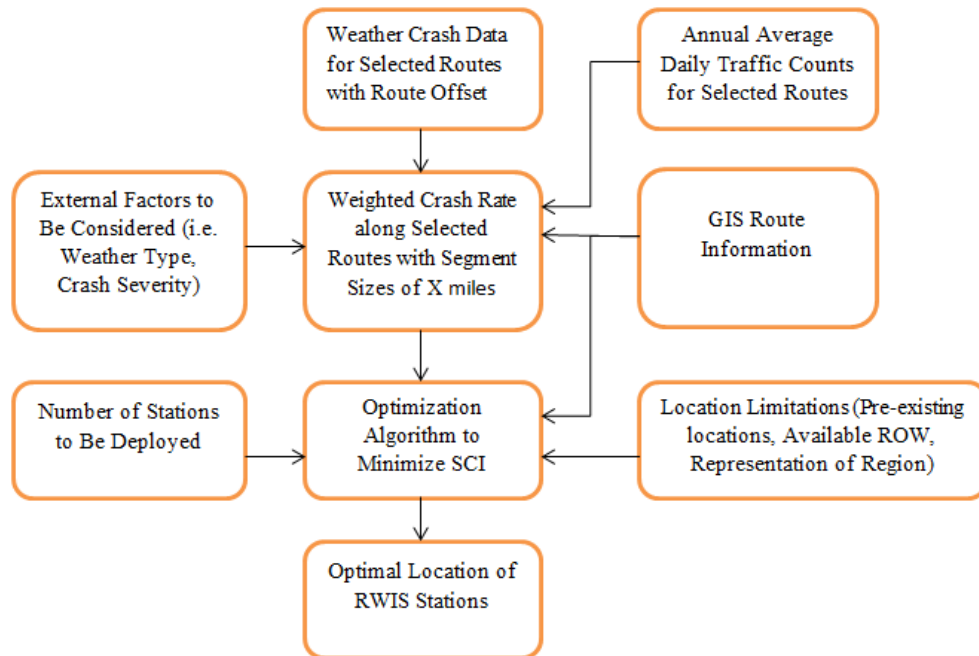 Weather Crash Data
for Selected Routes
with Route Offset
Annual Average
Daily Traffic Counts
for Selected Routes
External Factors to
Be Considered (i.e.
Weather Type,
Crash Severity)
Weighted Crash Rate
along Selected
Routes with Segment
Sizes of X miles
GIS Route
Information
Number of Stations
to Be Deployed
Optimization
Algorithm to
Minimize SCI
Location Limitations (Pre-existing
locations, Available ROW,
Representation of Region)
Optimal Location of
RWIS Stations